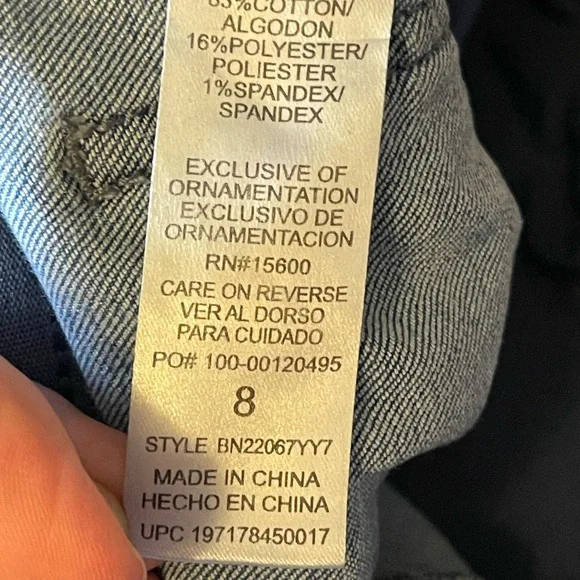 83%COTTON/
ALGODON
16%POLYESTER/
POLIESTER
1%SPANDEX/
SPANDEX
EXCLUSIVE OF
ORNAMENTATION
EXCLUSIVO DE
ORNAMENTACION
RN#15600
CARE ON REVERSE
VER AL DORSO
PARA CUIDADO
PO# 100-00120495
8
STYLE BN22067YY7
MADE IN CHINA
HECHO EN CHINA
UPC 197178450017